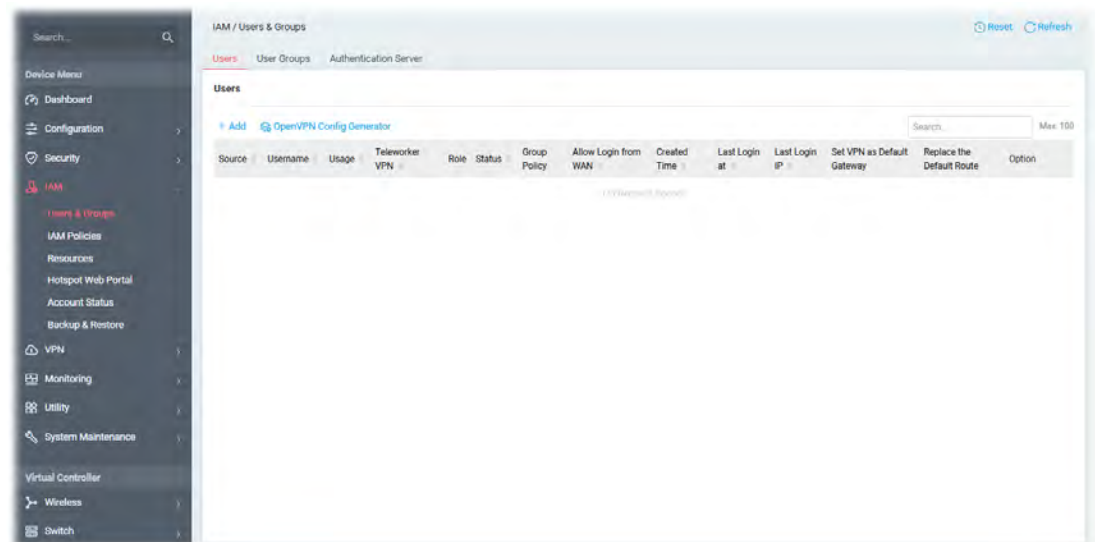 Search...
Device Menu
Dashboard
Configuration
Security
IAM
Users & Groups
IAM Policies
Resources
Hotspot Web Portal
Account Status
Backup & Restore
VPN
Monitoring
Utility
System Maintenance
Virtual Controller
Wireless
Switch
IAM / Users & Groups
Reset Refresh
Users User Groups Authentication Server
Users
+ Add OpenVPN Config Generator Search... Max: 100
Source Username Usage Teleworker VPN Role Status Group Policy Allow Login from WAN Created Time Last Login at Last Login IP Set VPN as Default Gateway Replace the Default Route Option